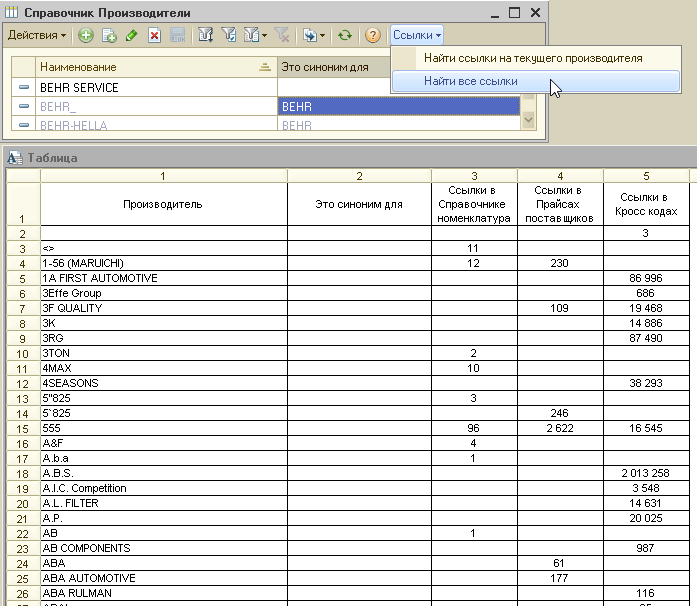 Справочник Производители
Действия Ссылки
Найти ссылки на текущего производителя
Найти все ссылки
Наименование Это синоним для
BEHR SERVICE
BEHR_ BEHR
BEHR-HELLA BEHR
Таблица
1 2 3 4 5
1 Производитель Это синоним для Ссылки в Справочнике номенклатура Ссылки в Прайсах поставщиков Ссылки в Кросс кодах
2 3
3 <> 11
4 1-56 (MARUICHI) 12 230
5 1A FIRST AUTOMOTIVE 86 996
6 3Effe Group 686
7 3F QUALITY 109 19 468
8 3K 14 886
9 3RG 87 490
10 3TON 2
11 4MAX 10
12 4SEASONS 38 293
13 5"825 3
14 5`825 246
15 555 96 2 622 16 545
16 A&F 4
17 A.b.a 1
18 A.B.S. 2 013 258
19 A.I.C. Competition 3 548
20 A.L. FILTER 14 631
21 A.P. 20 025
22 AB 1
23 AB COMPONENTS 987
24 ABA 61
25 ABA AUTOMOTIVE 177
26 ABA RULMAN 116